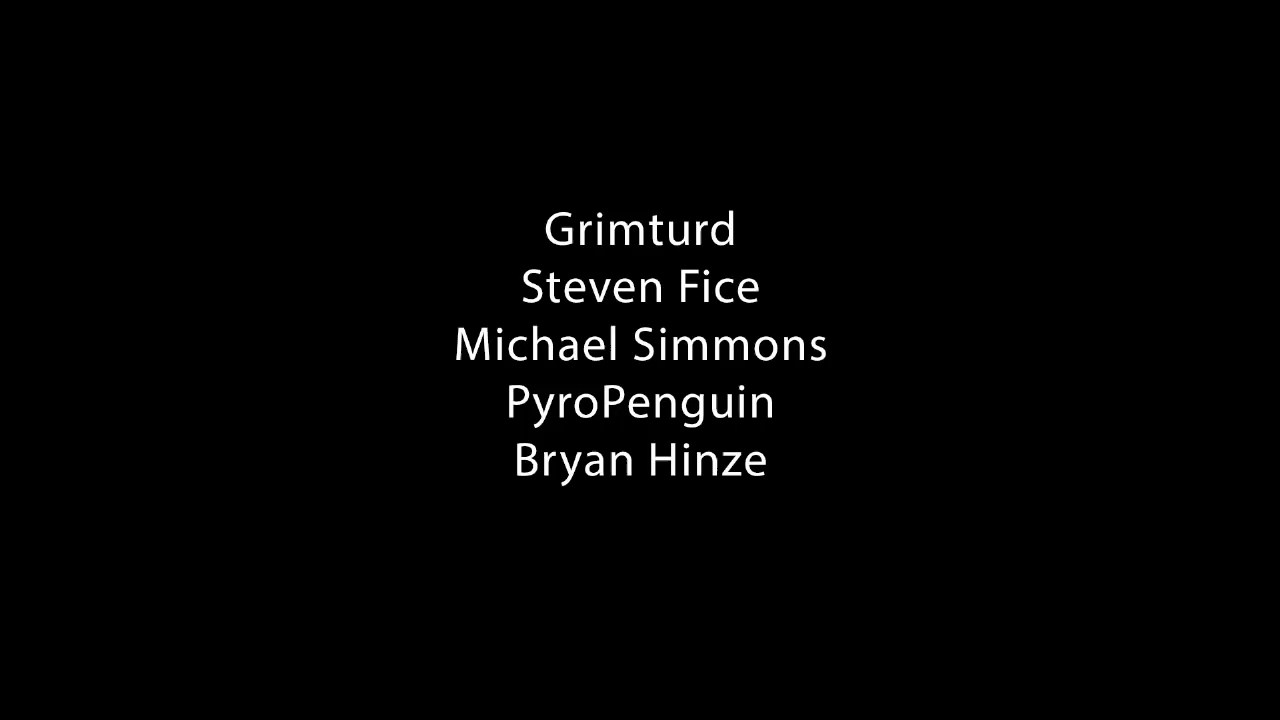 Grimturd
Steven Fice
Michael Simmons
PyroPenguin
Bryan Hinze